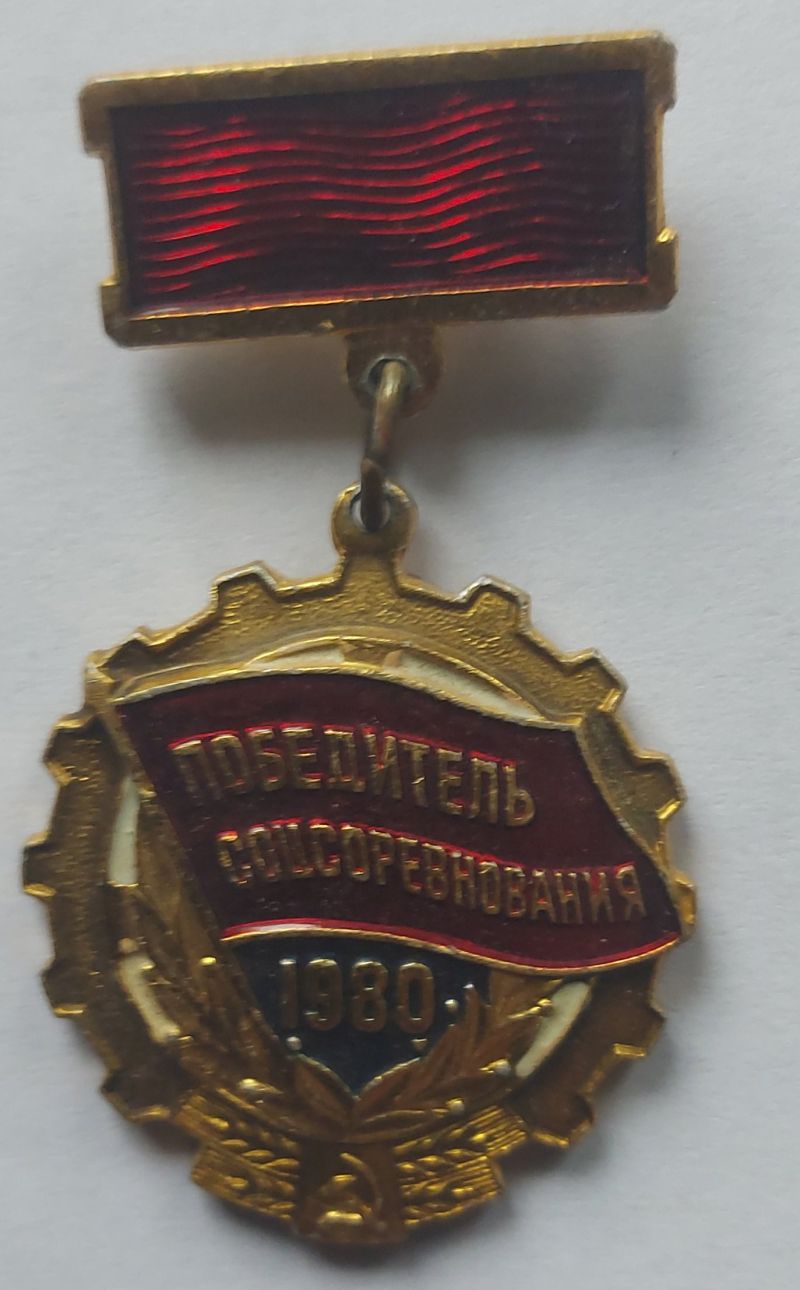 ПОБЕДИТЕЛЬ
СОЦСОРЕВНОВАНИЯ
1980